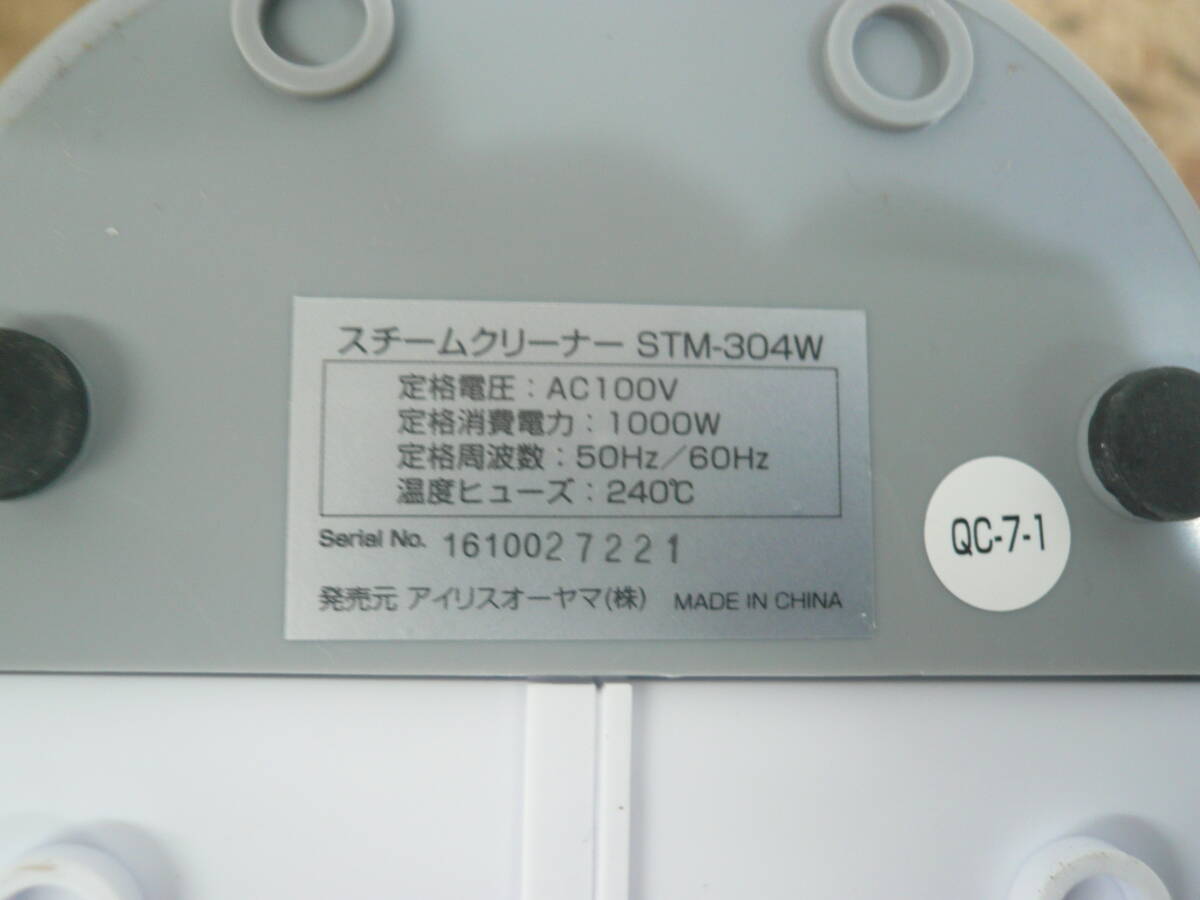 スチームクリーナー STM-304W
定格電圧：AC100V
定格消費電力：1000W
定格周波数：50Hz／60Hz
温度ヒューズ：240℃
Serial No. 1610027221
発売元 アイリスオーヤマ(株) MADE IN CHINA
QC-7-1